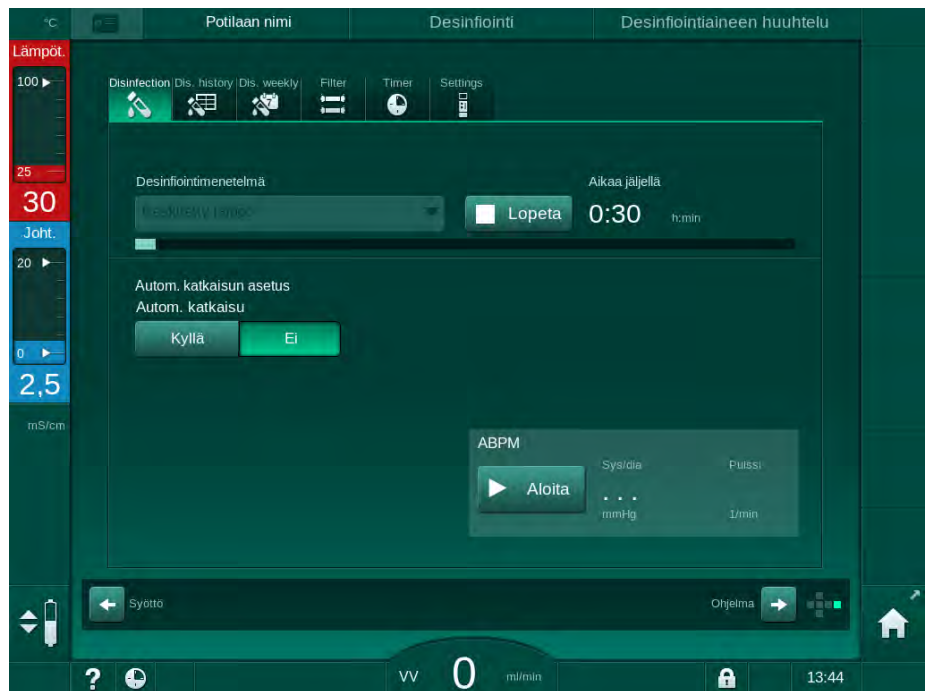 °C Potilaan nimi Desinfiointi Desinfiointiaineen huuhtelu
Lämpöt.
100
25
30
Joht.
20
0
2,5
mS/cm
Disinfection Dis. history Dis. weekly Filter Timer Settings
7
Desinfiointimenetelmä
Aikaa jäljellä
Lopeta 0:30 h:min
Autom. katkaisun asetus
Autom. katkaisu
Kyllä Ei
ABPM
Sys/dia Pulssi
Aloita . . .
mmHg 1/min
Syöttö Ohjelma
? VV 0 ml/min 13:44